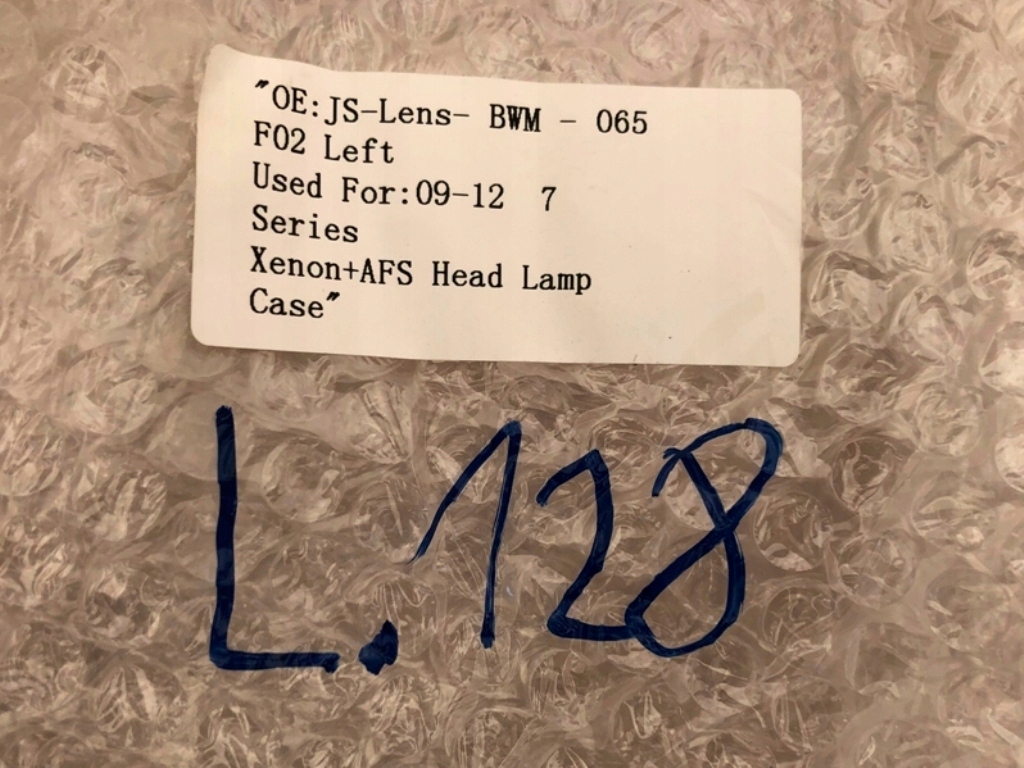 "OE:JS-Lens- BWM - 065
F02 Left
Used For:09-12 7
Series
Xenon+AFS Head Lamp
Case"
L.128